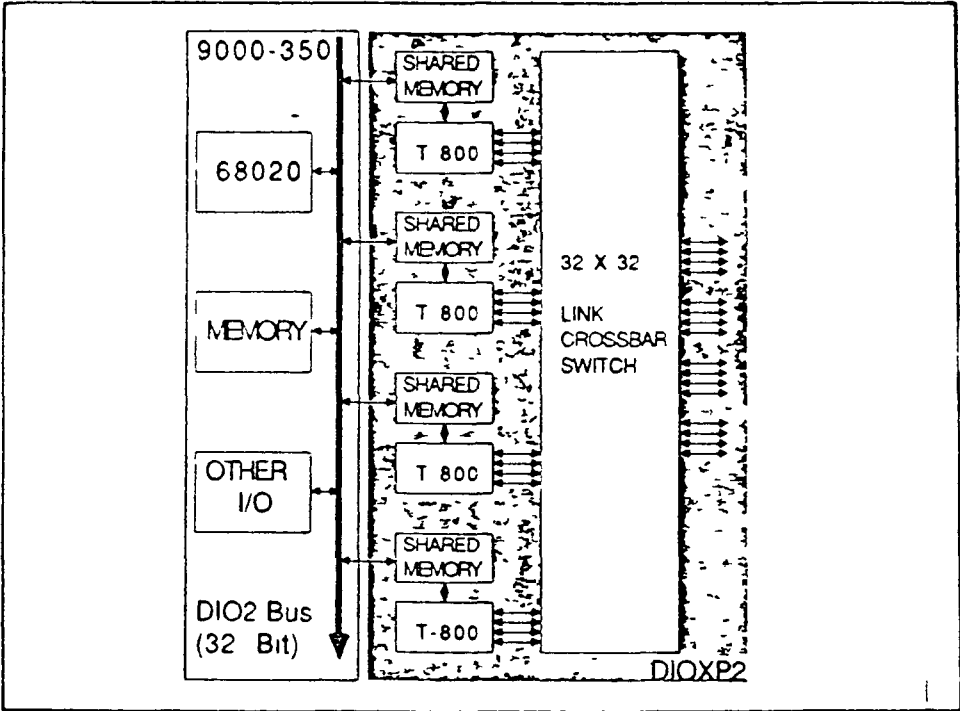 9000-350
68020
MEMORY
OTHER
I/O
DIO2 Bus
(32 Bit)
SHARED
MEMORY
T 800
SHARED
MEMORY
T 800
SHARED
MEMORY
T 800
SHARED
MEMORY
T-800
32 X 32
LINK
CROSSBAR
SWITCH
DIOXP2